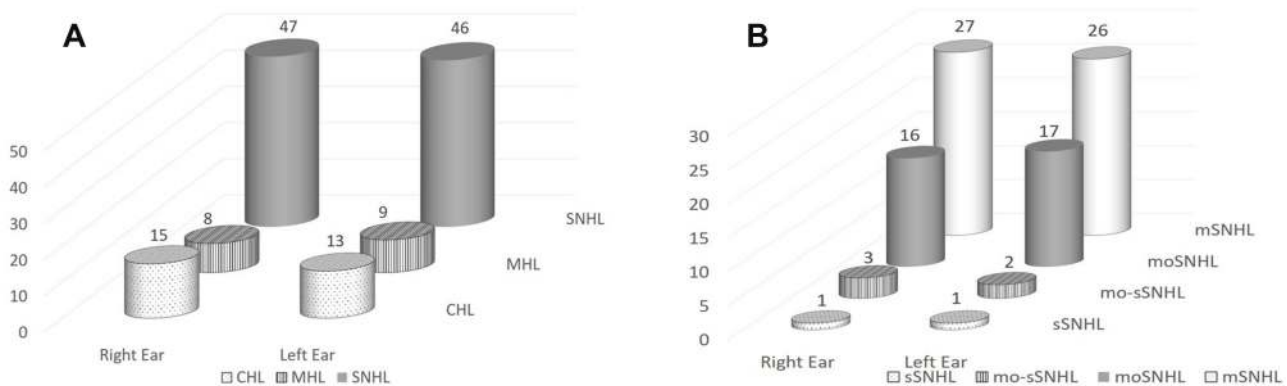 A
47
46
50
40
30
20
10
0
15
8
13
9
SNHL
MHL
CHL
Right Ear
Left Ear
CHL MHL SNHL
B
27
26
16
17
30
25
20
15
10
5
0
3
2
1
1
mSNHL
moSNHL
mo-sSNHL
sSNHL
Right Ear
Left Ear
sSNHL mo-sSNHL moSNHL mSNHL